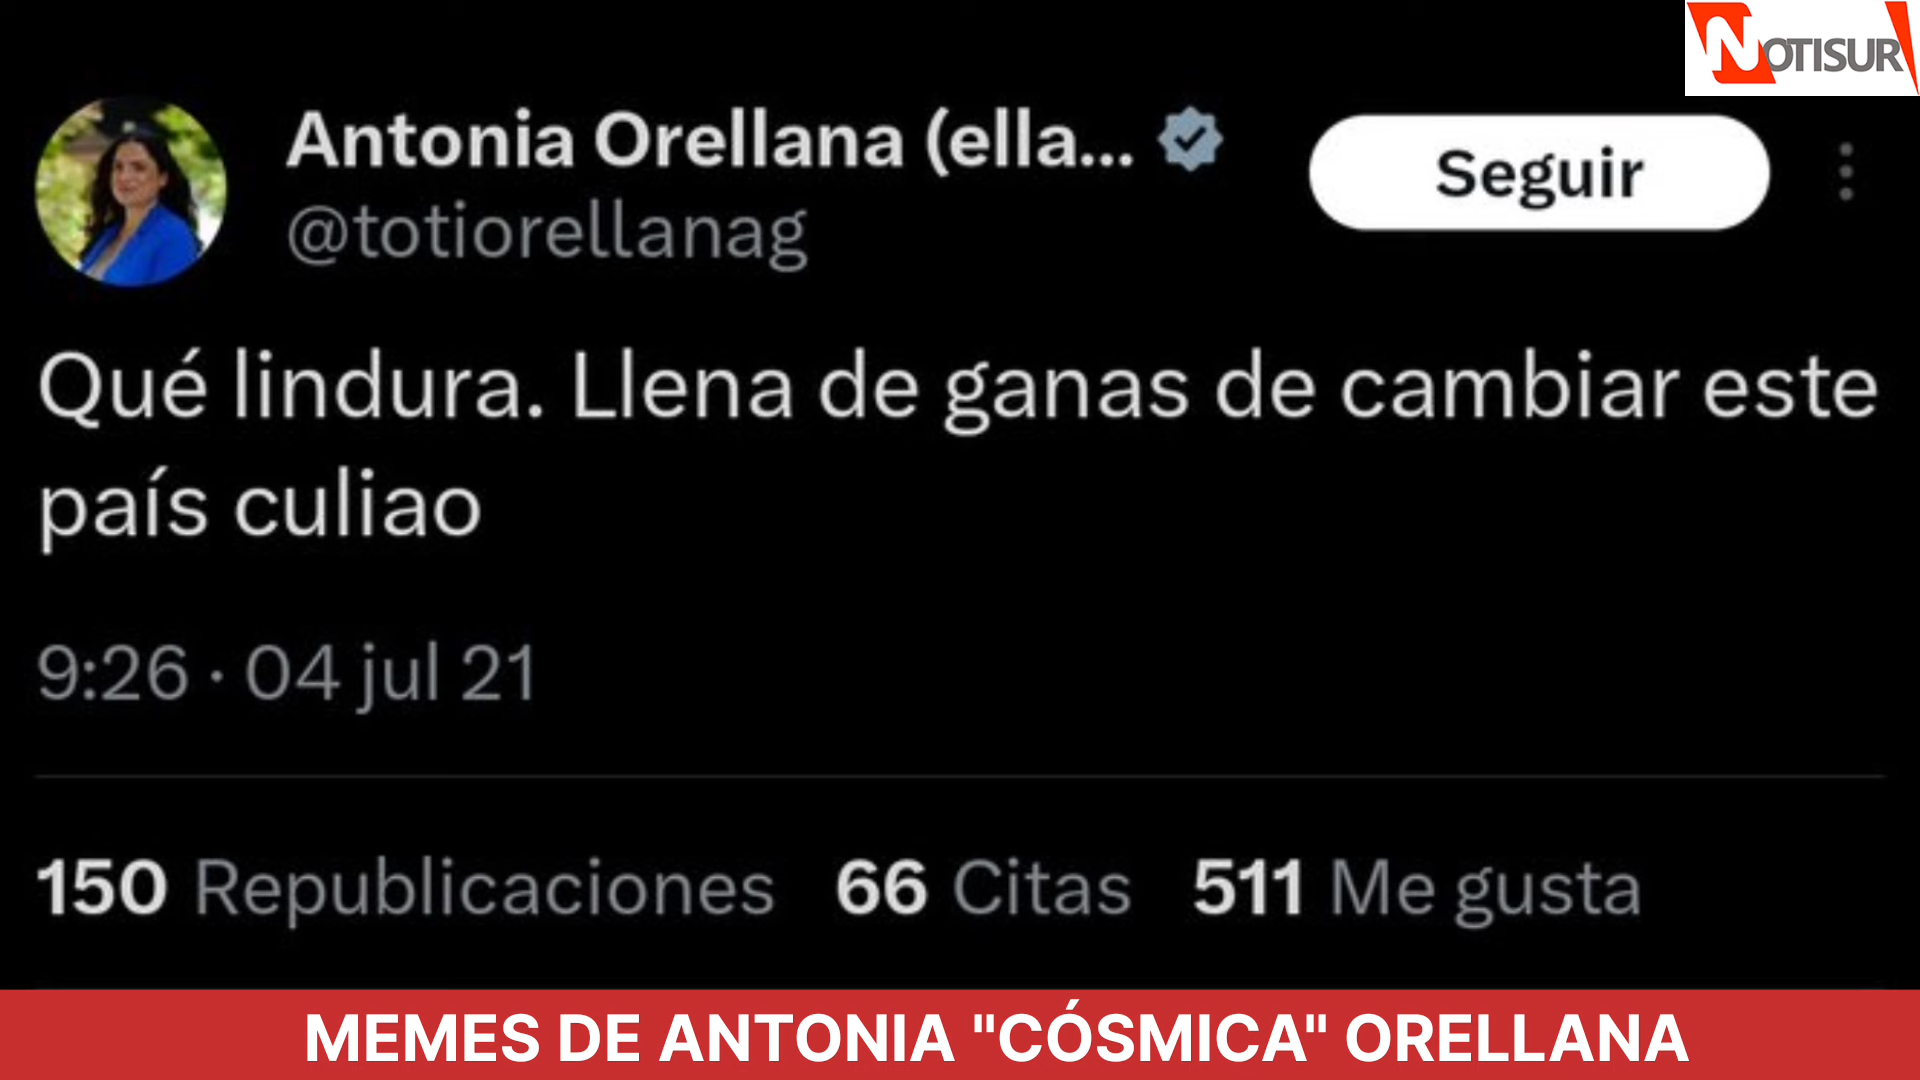 NOTISUR
Antonia Orellana (ella...
Seguir
@totiorellanag
Qué lindura. Llena de ganas de cambiar este
país culiao
9:26 · 04 jul 21
150 Republicaciones 66 Citas 511 Me gusta
MEMES DE ANTONIA "CÓSMICA" ORELLANA